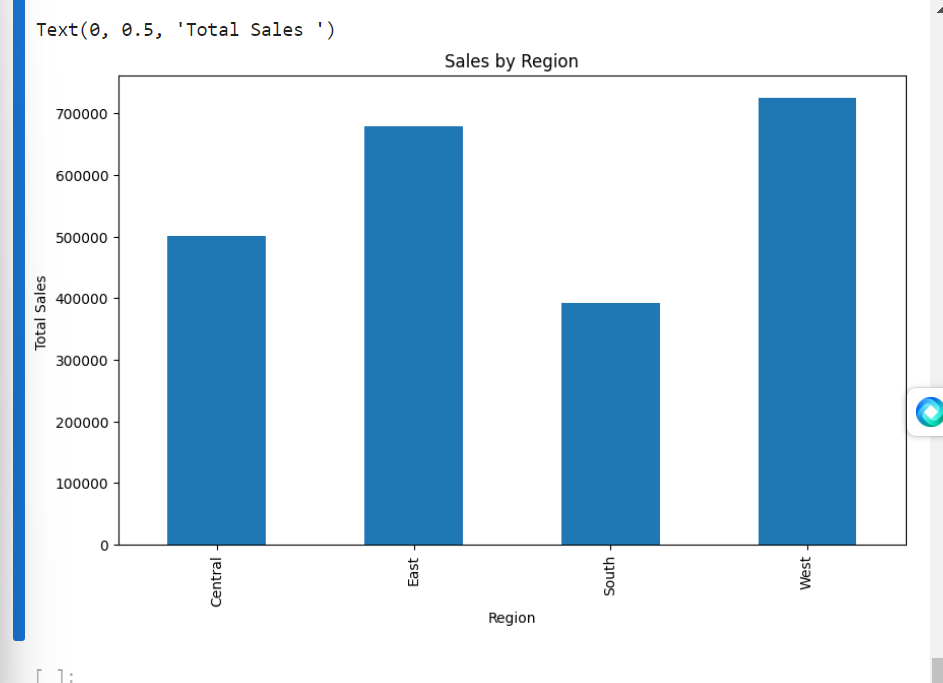 Text(0, 0.5, 'Total Sales ')
Sales by Region
700000
600000
500000
400000
300000
200000
100000
0
Total Sales
Central
East
South
West
Region
[ ]: